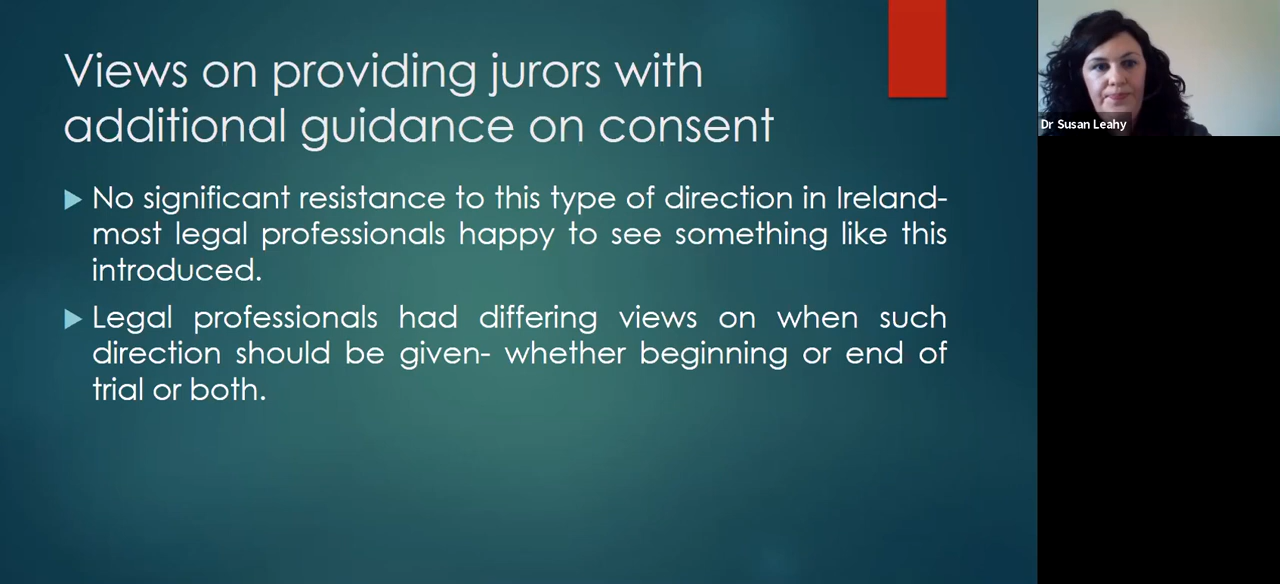 Views on providing jurors with
additional guidance on consent
No significant resistance to this type of direction in Ireland-
most legal professionals happy to see something like this
introduced.
Legal professionals had differing views on when such
direction should be given- whether beginning or end of
trial or both.
Dr Susan Leahy